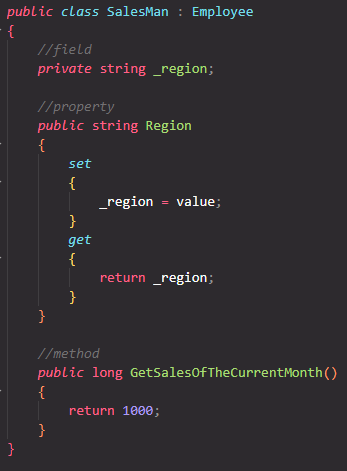 public class SalesMan : Employee
{
    //field
    private string _region;

    //property
    public string Region
    {
        set
        {
            _region = value;
        }
        get
        {
            return _region;
        }
    }

    //method
    public long GetSalesOfTheCurrentMonth()
    {
        return 1000;
    }
}